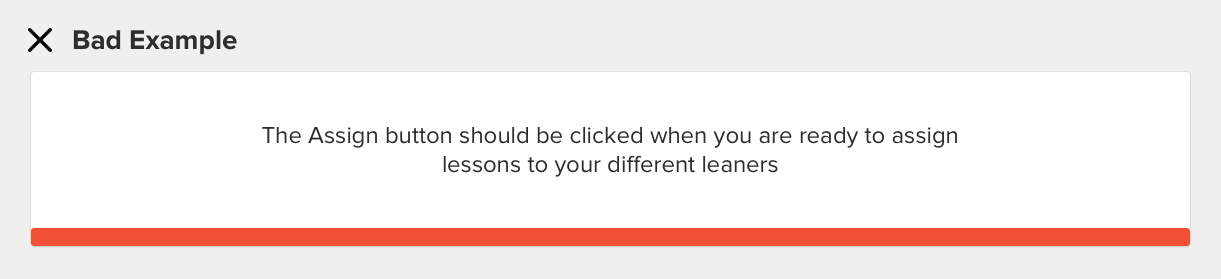 Bad Example
The Assign button should be clicked when you are ready to assign
lessons to your different leaners